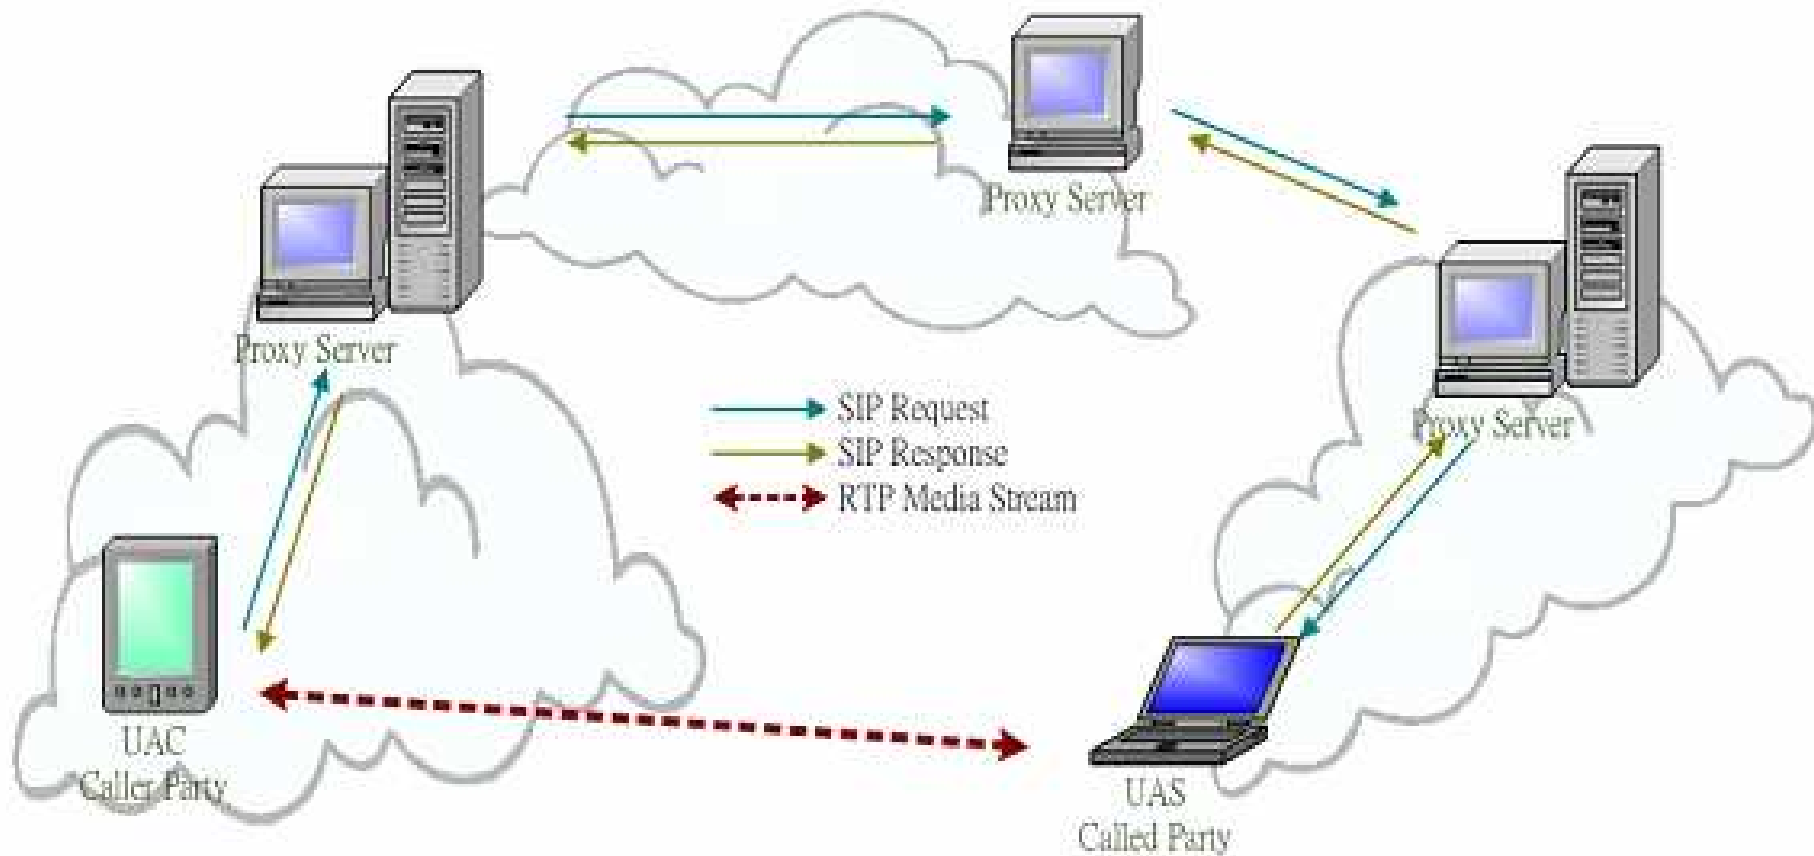 Proxy Server
Proxy Server
Proxy Server
SIP Request
SIP Response
RTP Media Stream
UAC
Caller Party
UAS
Called Party